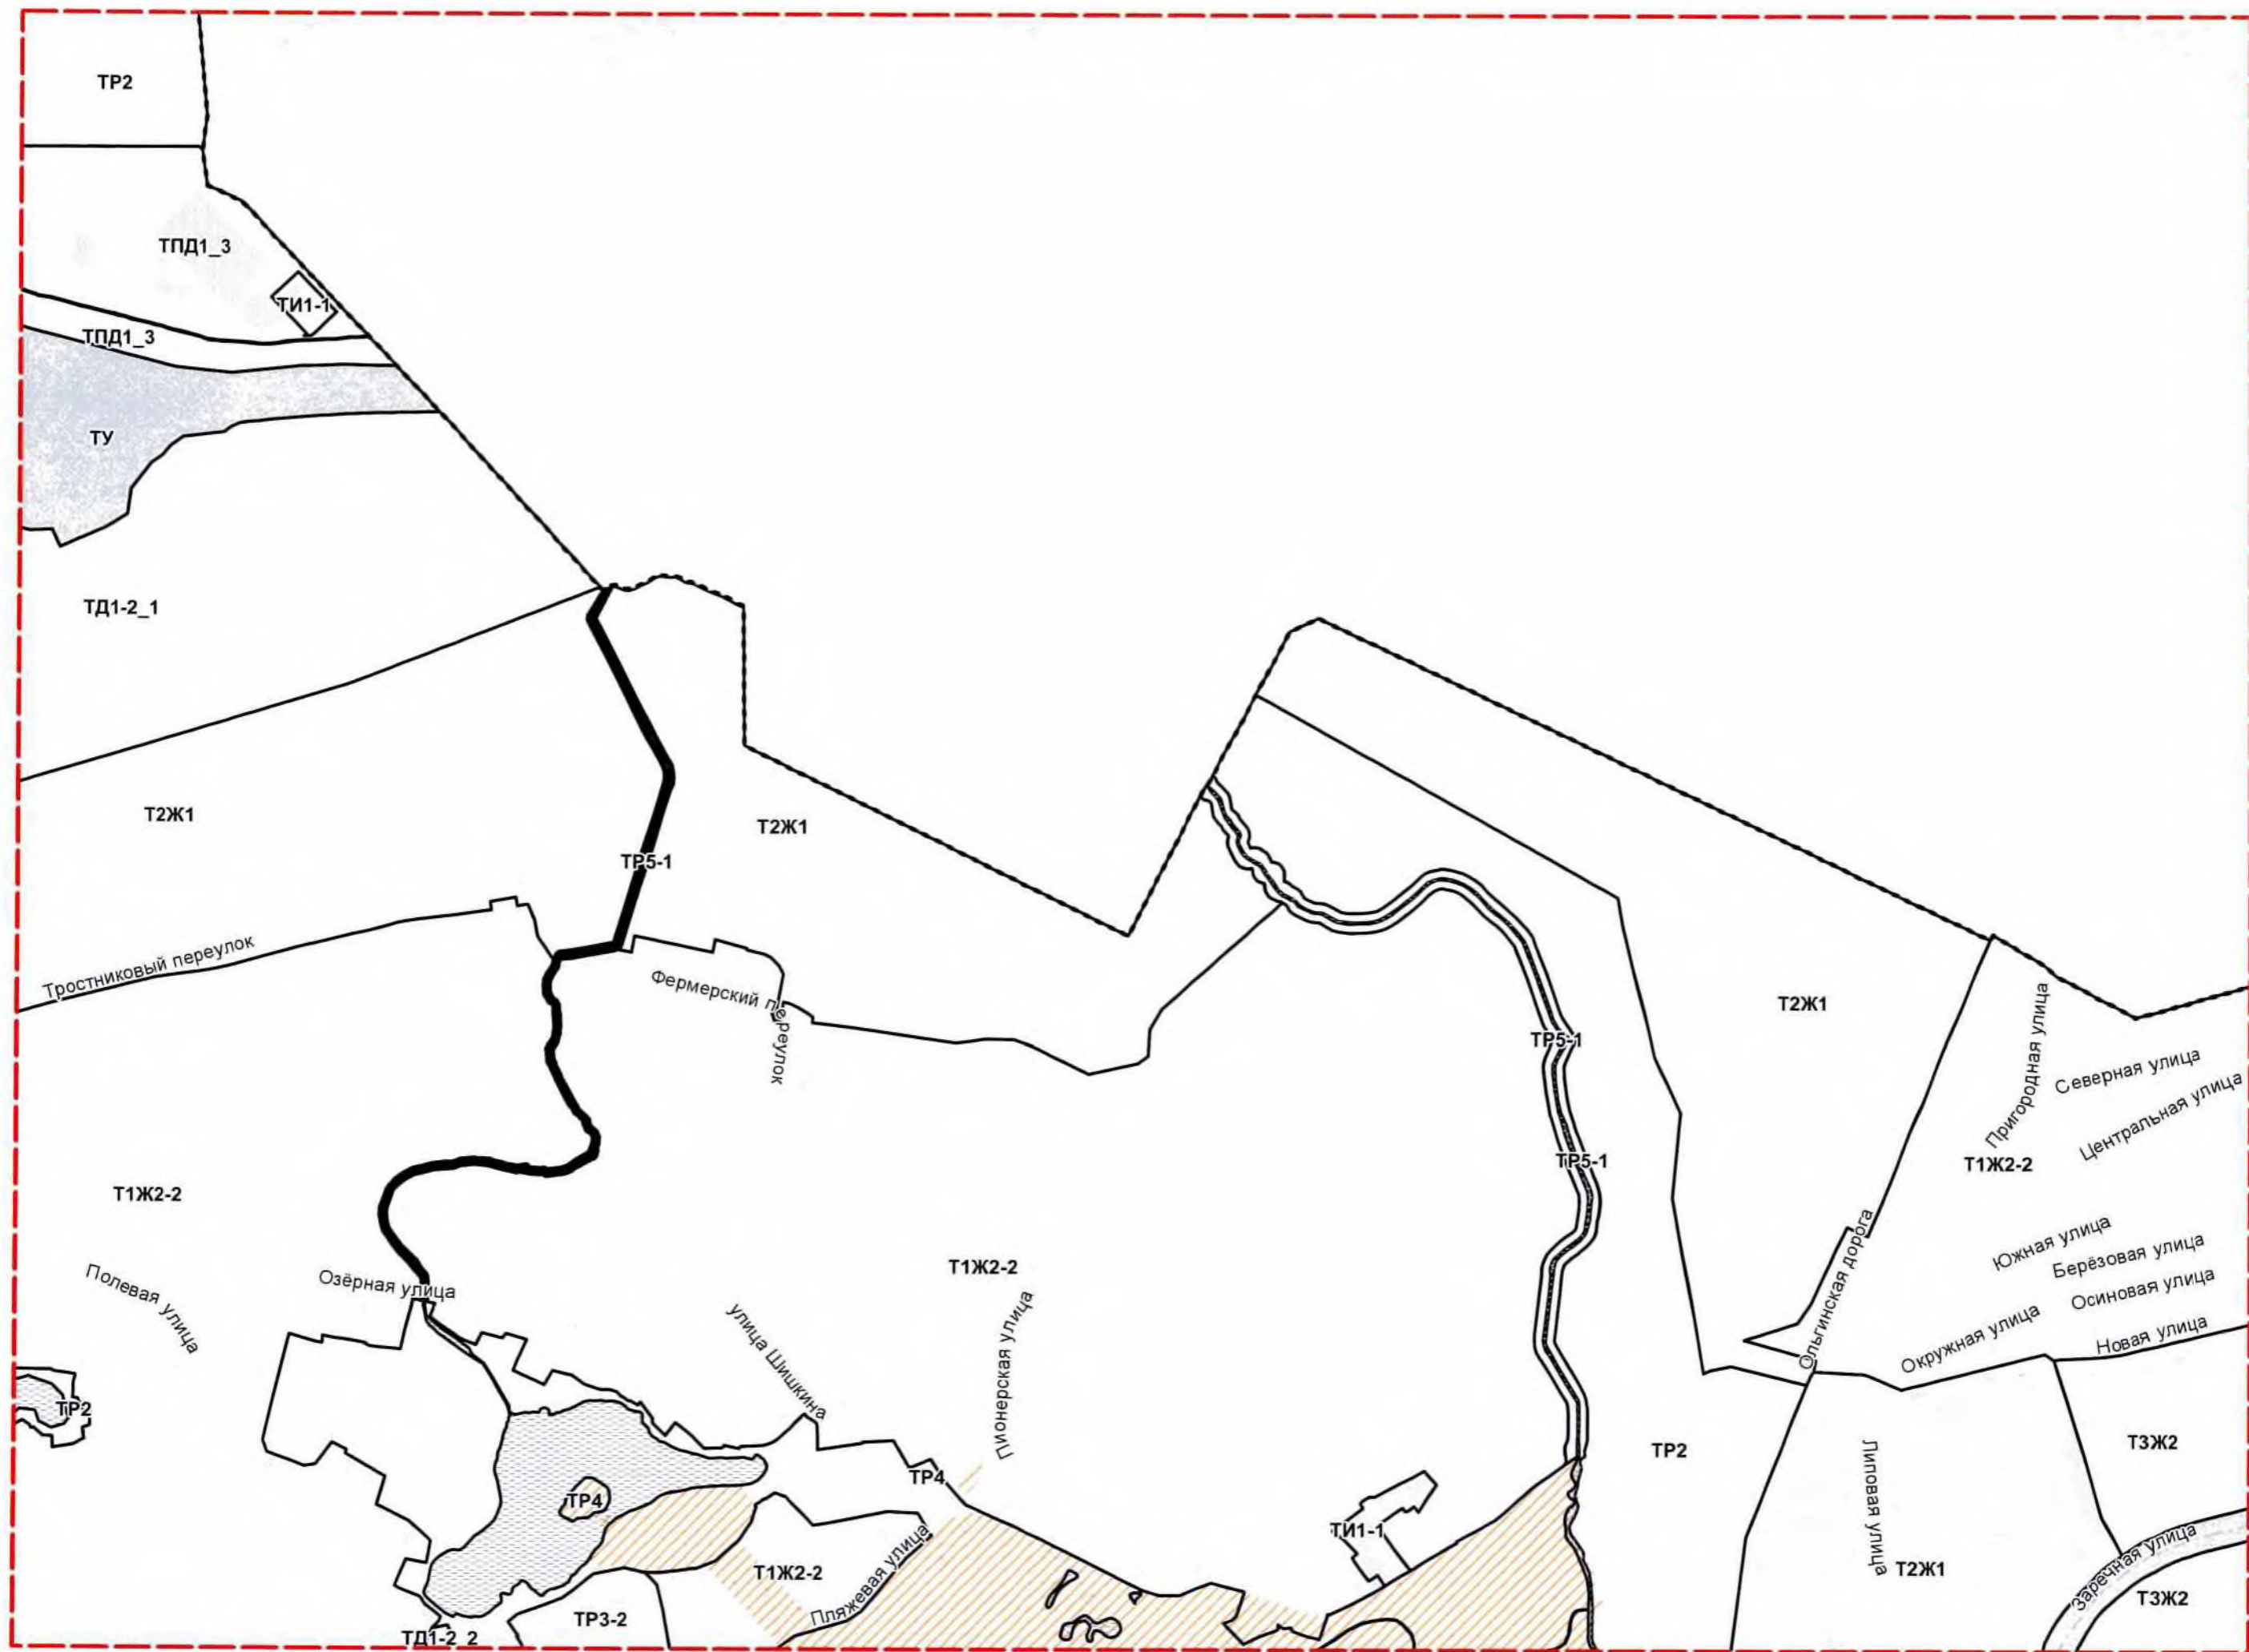 ТР2
ТПД1_3
ТИ1-1
ТПД1_3
ТУ
ТД1-2_1
Т2Ж1
Т2Ж1
ТР5-1
Тростниковый переулок
Фермерский переулок
Т2Ж1
Пригородная улица
ТР5-1
Северная улица
Центральная улица
ТР5-1
Т1Ж2-2
Т1Ж2-2
Ольгинская дорога
Южная улица
Берёзовая улица
Осиновая улица
Окружная улица
Новая улица
Т1Ж2-2
Полевая улица
Озёрная улица
улица Шишкина
Пионерская улица
ТР2
ТР4
ТР4
ТР2
Липовая улица
Т3Ж2
ТИ1-1
Т1Ж2-2
Пляжевая улица
Т2Ж1
Заречная улица
Т3Ж2
ТР3-2
ТД1-2_2